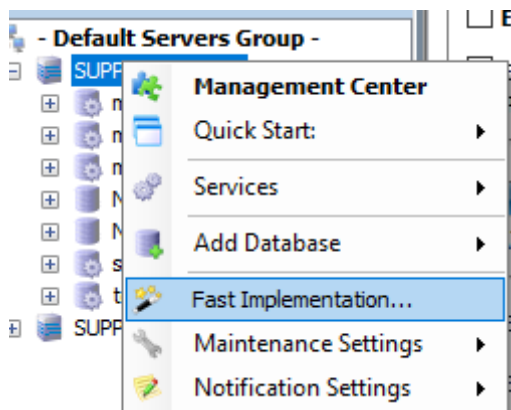 - Default Servers Group -
SUPP
Management Center
Quick Start:
Services
Add Database
Fast Implementation...
SUPP
Maintenance Settings
Notification Settings